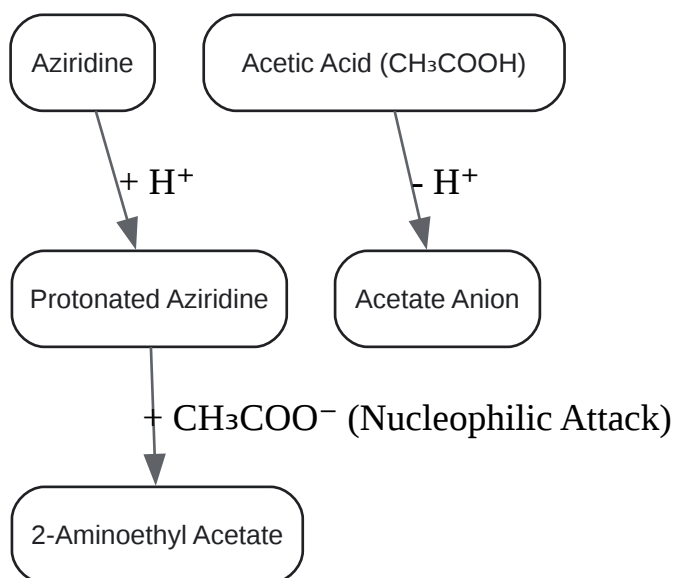 Aziridine
Acetic Acid (CH₃COOH)
+ H⁺
- H⁺
Protonated Aziridine
Acetate Anion
+ CH₃COO⁻ (Nucleophilic Attack)
2-Aminoethyl Acetate